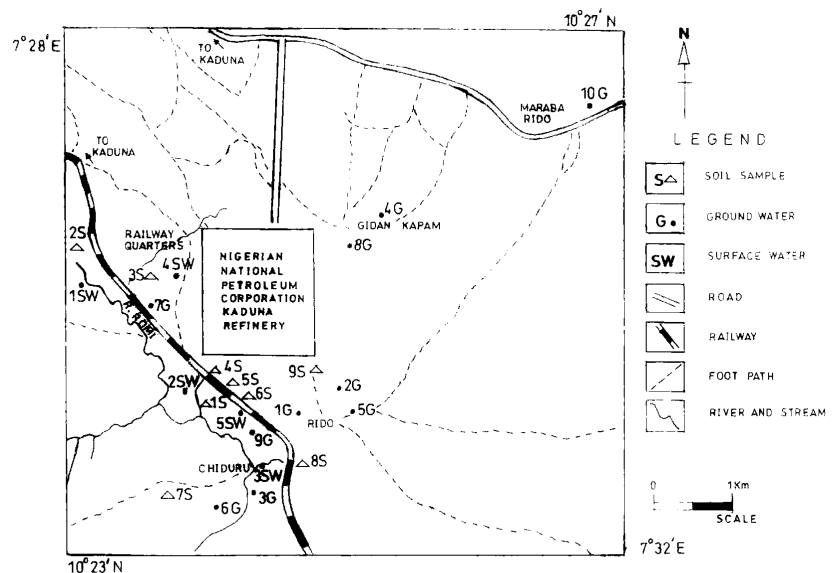 10°27'N
7°28'E
N
TO
KADUNA
10G
MARABA
RIDO
LEGEND
TO
KADUNA
S SOIL SAMPLE
4G
GIDAN KAPAM
G GROUND WATER
2S
RAILWAY
QUARTERS
8G
4SW
3S
NIGERIAN
NATIONAL
PETROLEUM
CORPORATION
KADUNA
REFINERY
SW SURFACE WATER
1SW
7G
R. ROMI
ROAD
RAILWAY
4S
9S
5S
2SW
6S
2G
FOOT PATH
1S
1G
5G
5SW
RIDO
RIVER AND STREAM
9G
CHIDURU
3SW
8S
7S
3G
6G
0 1Km
SCALE
7°32'E
10°23'N